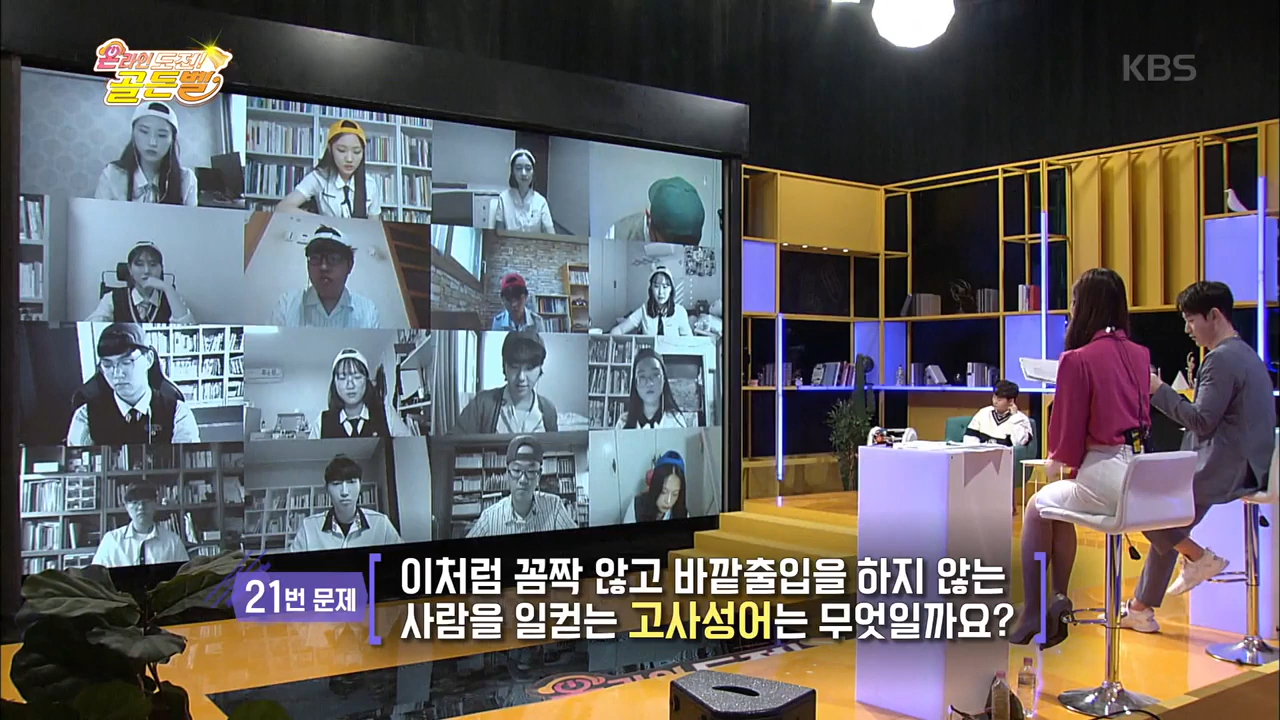 온라인 도전!
골든벨
KBS
21번 문제
이처럼 꼼짝 않고 바깥출입을 하지 않는
사람을 일컫는 고사성어는 무엇일까요?